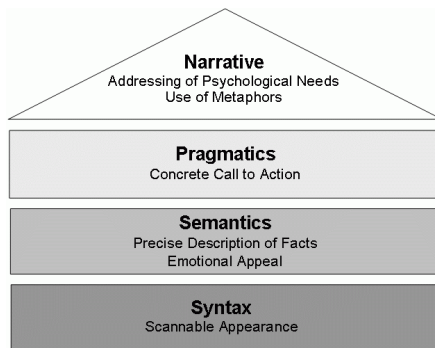 Narrative
Addressing of Psychological Needs
Use of Metaphors
Pragmatics
Concrete Call to Action
Semantics
Precise Description of Facts
Emotional Appeal
Syntax
Scannable Appearance